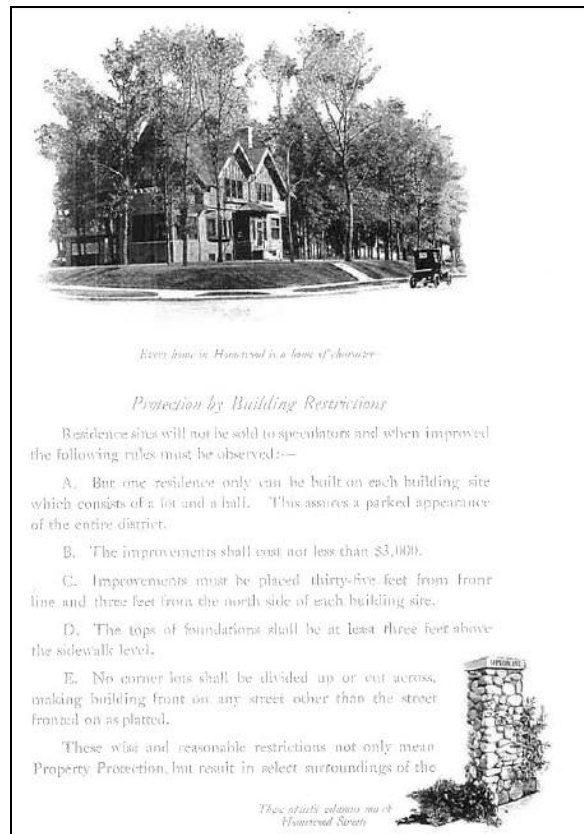 Every home in Homewood is a home of character
Protection by Building Restrictions
Residence sites will not be sold to speculators and when improved
the following rules must be observed:—
A. But one residence only can be built on each building site
which consists of a lot and a half. This assures a parked appearance
of the entire district.
B. The improvements shall cost not less than $3,000.
C. Improvements must be placed thirty-five feet from front
line and three feet from the north side of each building site.
D. The tops of foundations shall be at least three feet above
the sidewalk level.
E. No corner lots shall be divided up or cut across,
making building front on any street other than the street
fronted on as platted.
These wise and reasonable restrictions not only mean
Property Protection, but result in select surroundings of the
These artistic columns mark
Homewood Streets